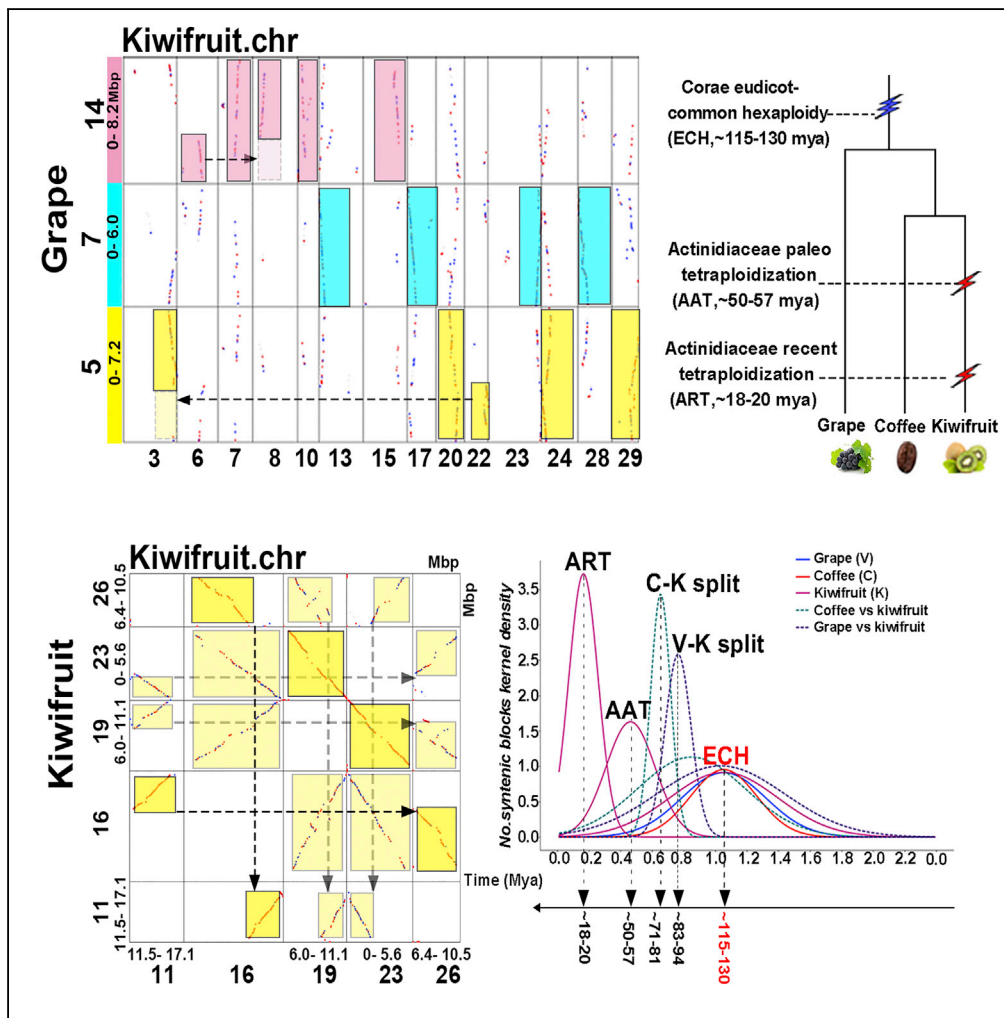 Kiwifruit.chr
Grape
14
0- 8.2 Mbp
7
0- 6.0
5
0- 7.2
3 6 7 8 10 13 15 17 20 22 23 24 28 29
Corae eudicot-
common hexaploidy
(ECH,~115-130 mya)
Actinidiaceae paleo
tetraploidization
(AAT,~50-57 mya)
Actinidiaceae recent
tetraploidization
(ART,~18-20 mya)
Grape Coffee Kiwifruit
Kiwifruit.chr
Mbp
Mbp
Kiwifruit
26
6.4- 10.5
23
0- 5.6
19
6.0- 11.1
16
11
11.5- 17.1
11.5- 17.1 6.0- 11.1 0- 5.6 6.4- 10.5
11 16 19 23 26
No.syntenic blocks kernel density
3.5
3.0
2.5
2.0
1.5
1.0
0.5
0.0
ART
C-K split
V-K split
AAT
ECH
Grape (V)
Coffee (C)
Kiwifruit (K)
Coffee vs kiwifruit
Grape vs kiwifruit
0.0 0.2 0.4 0.6 0.8 1.0 1.2 1.4 1.6 1.8 2.0 2.2 0.0
Time (Mya)
~18-20
~50-57
~71-81
~83-94
~115-130